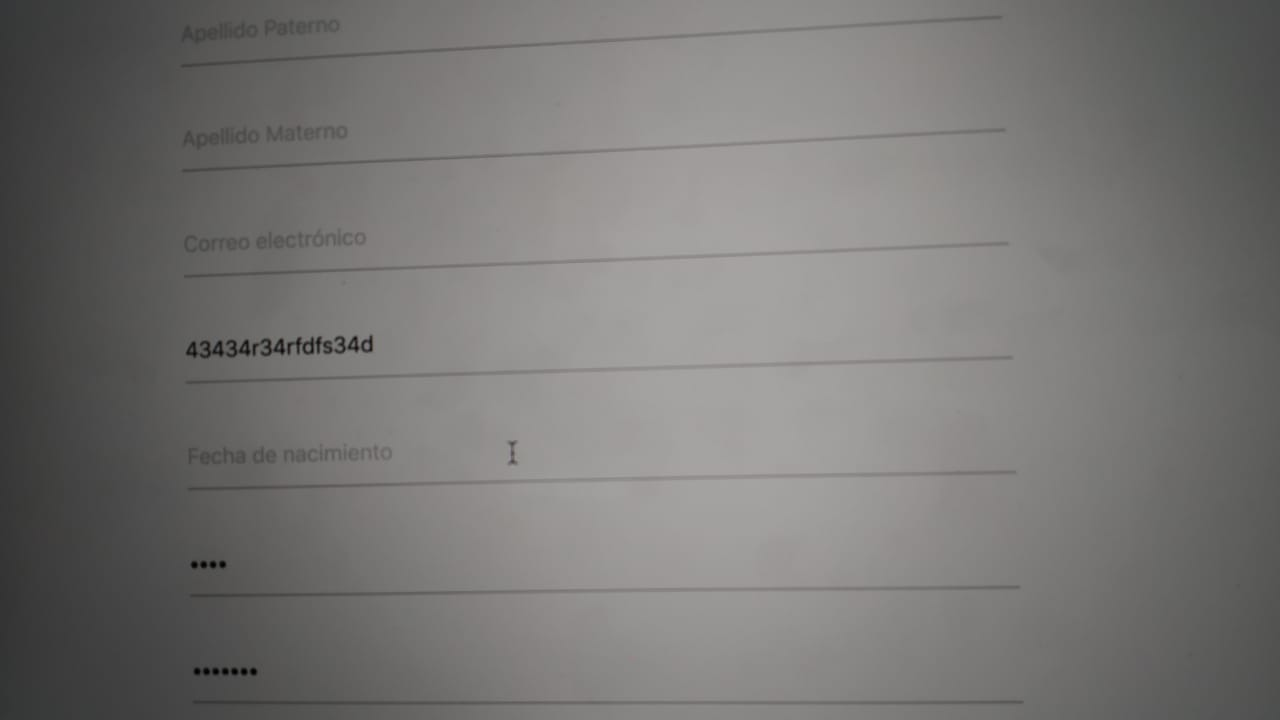 Apellido Paterno
Apellido Materno
Correo electrónico
43434r34rfdfs34d
Fecha de nacimiento
••••
•••••••